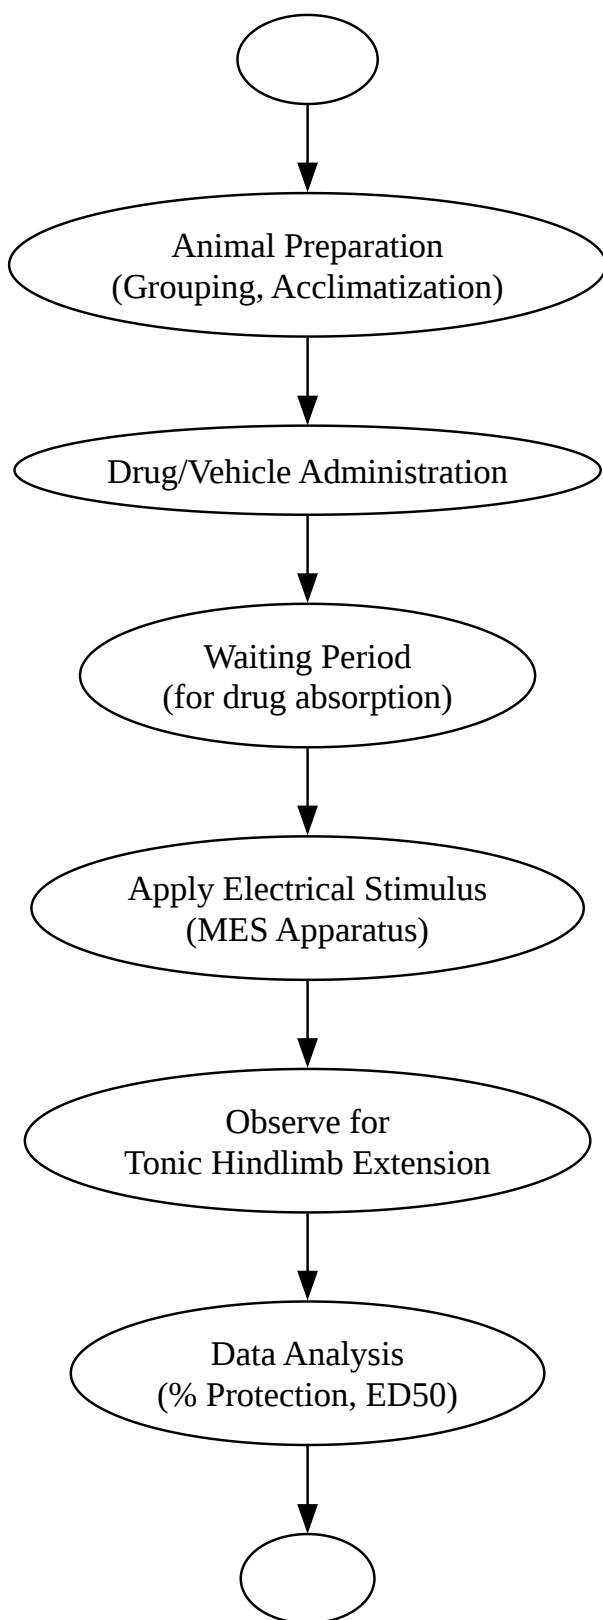 Animal Preparation
(Grouping, Acclimatization)
Drug/Vehicle Administration
Waiting Period
(for drug absorption)
Apply Electrical Stimulus
(MES Apparatus)
Observe for
Tonic Hindlimb Extension
Data Analysis
(% Protection, ED50)